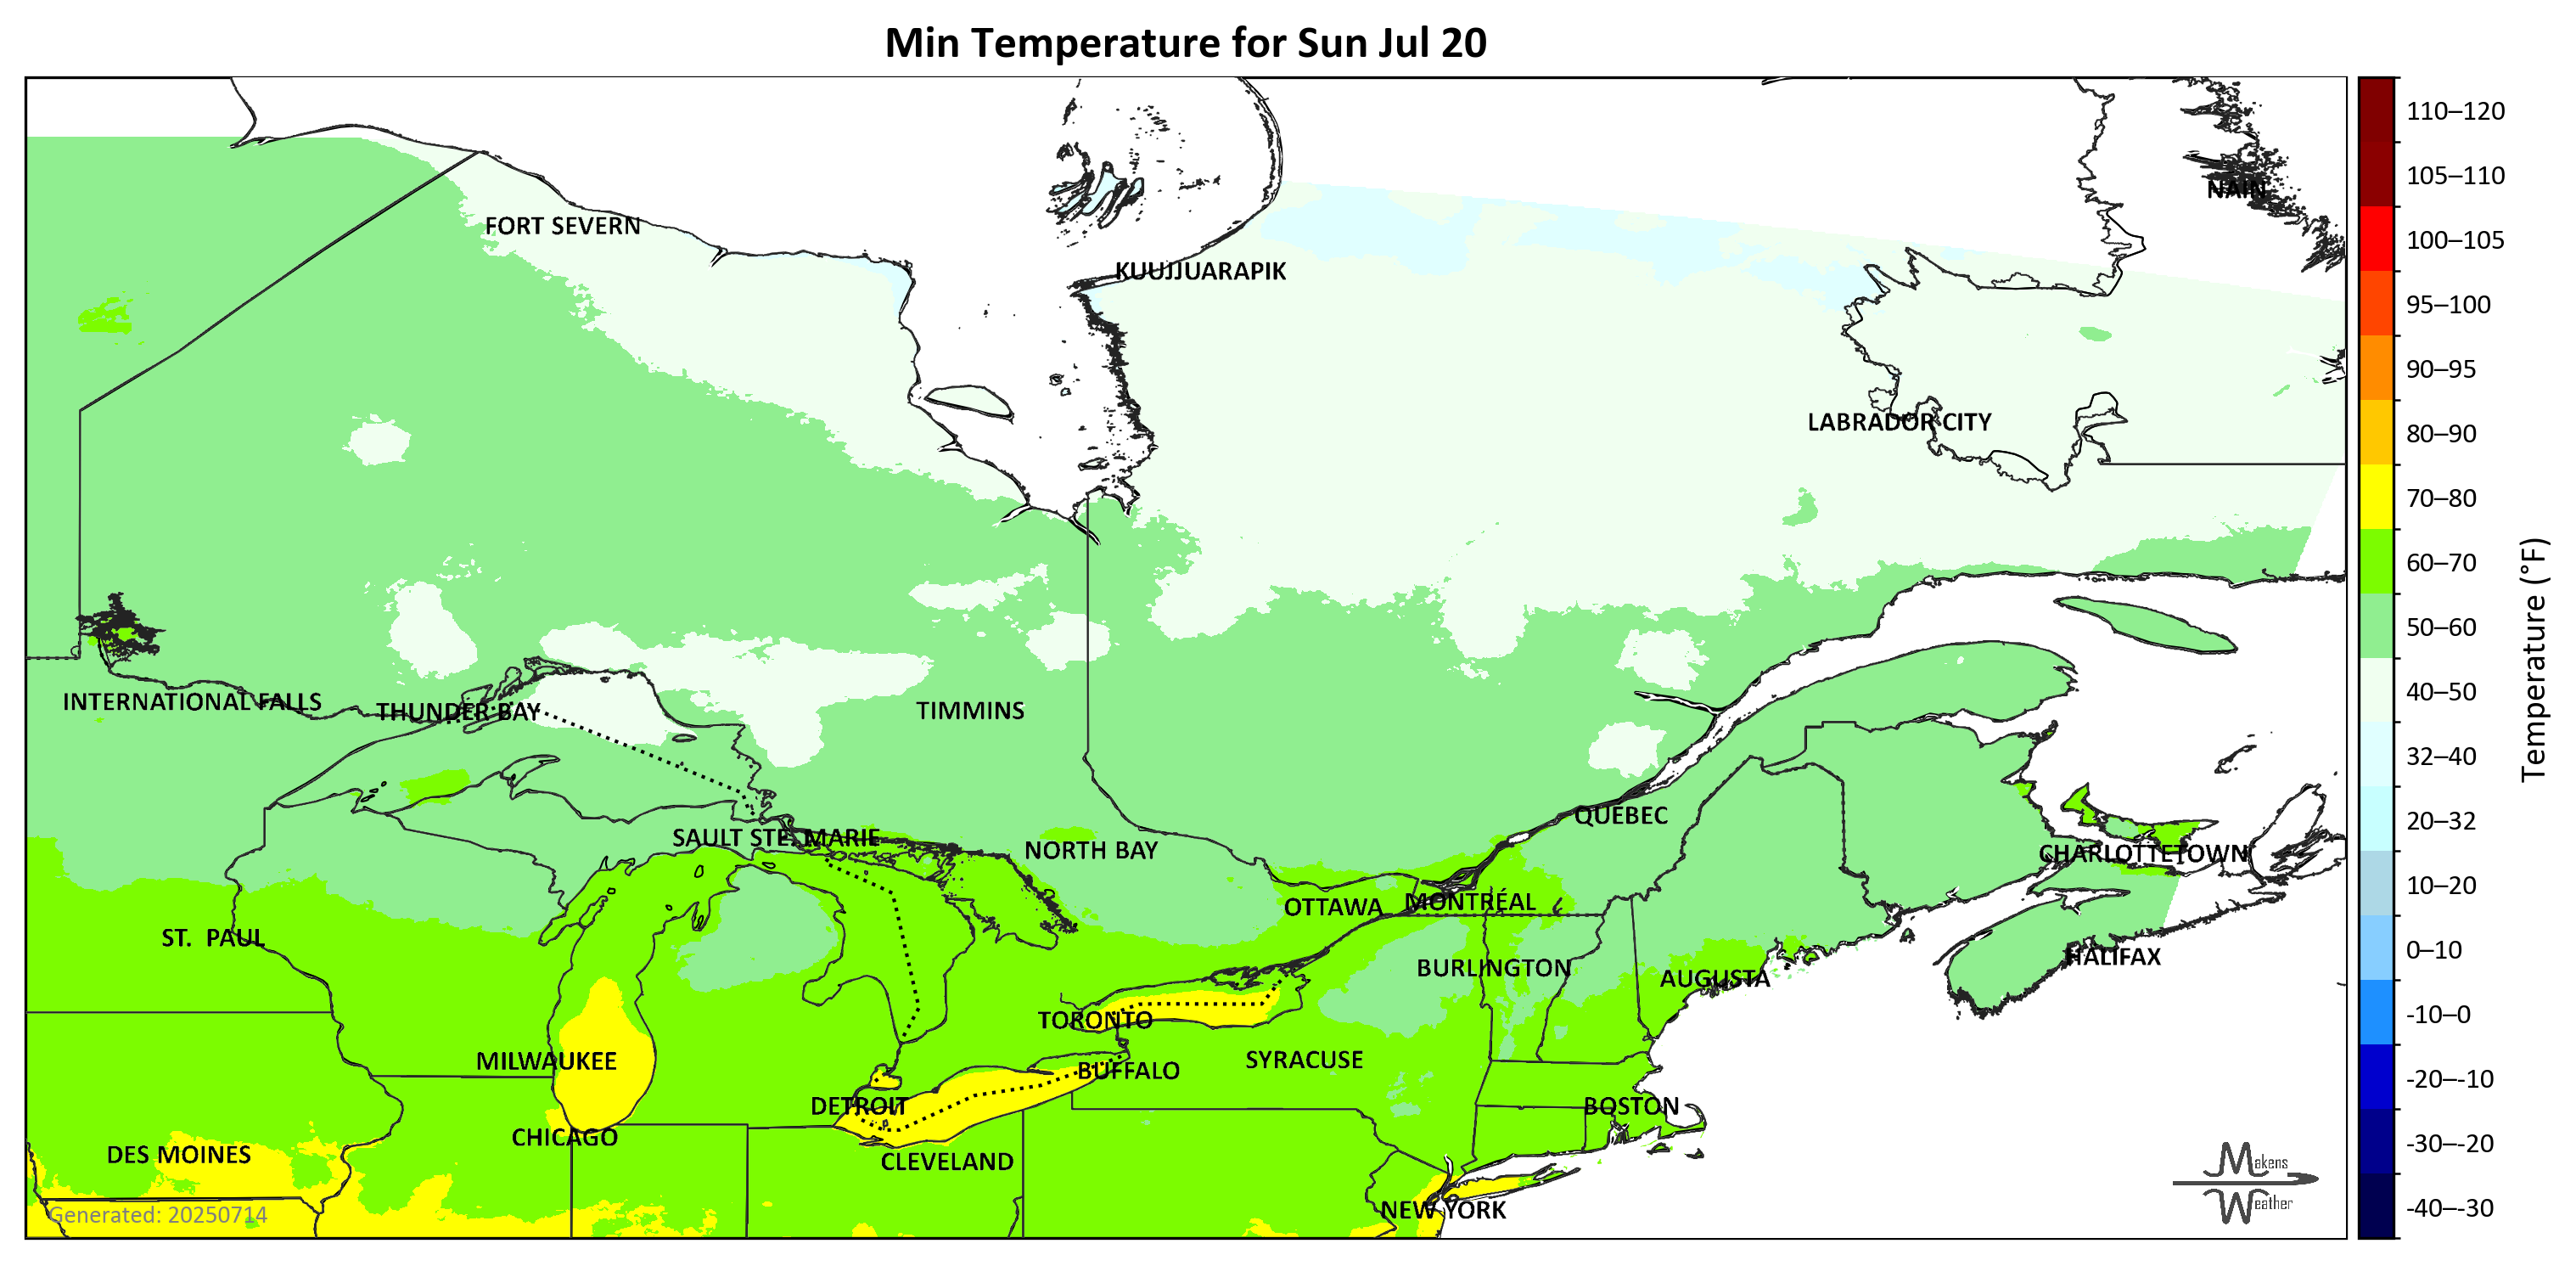 Min Temperature for Sun Jul 20
110–120
105–110
NAIN
FORT SEVERN
100–105
KUUJJUARAPIK
95–100
90–95
LABRADOR CITY
80–90
70–80
60–70
50–60
Temperature (°F)
40–50
INTERNATIONAL FALLS
THUNDER BAY
TIMMINS
32–40
QUÉBEC
20–32
SAULT STE. MARIE
NORTH BAY
CHARLOTTETOWN
10–20
OTTAWA
MONTRÉAL
ST. PAUL
0–10
HALIFAX
BURLINGTON
AUGUSTA
-10–0
TORONTO
MILWAUKEE
SYRACUSE
BUFFALO
-20–-10
DETROIT
BOSTON
CHICAGO
-30–-20
DES MOINES
CLEVELAND
Makens
Weather
NEW YORK
-40–-30
Generated: 20250714